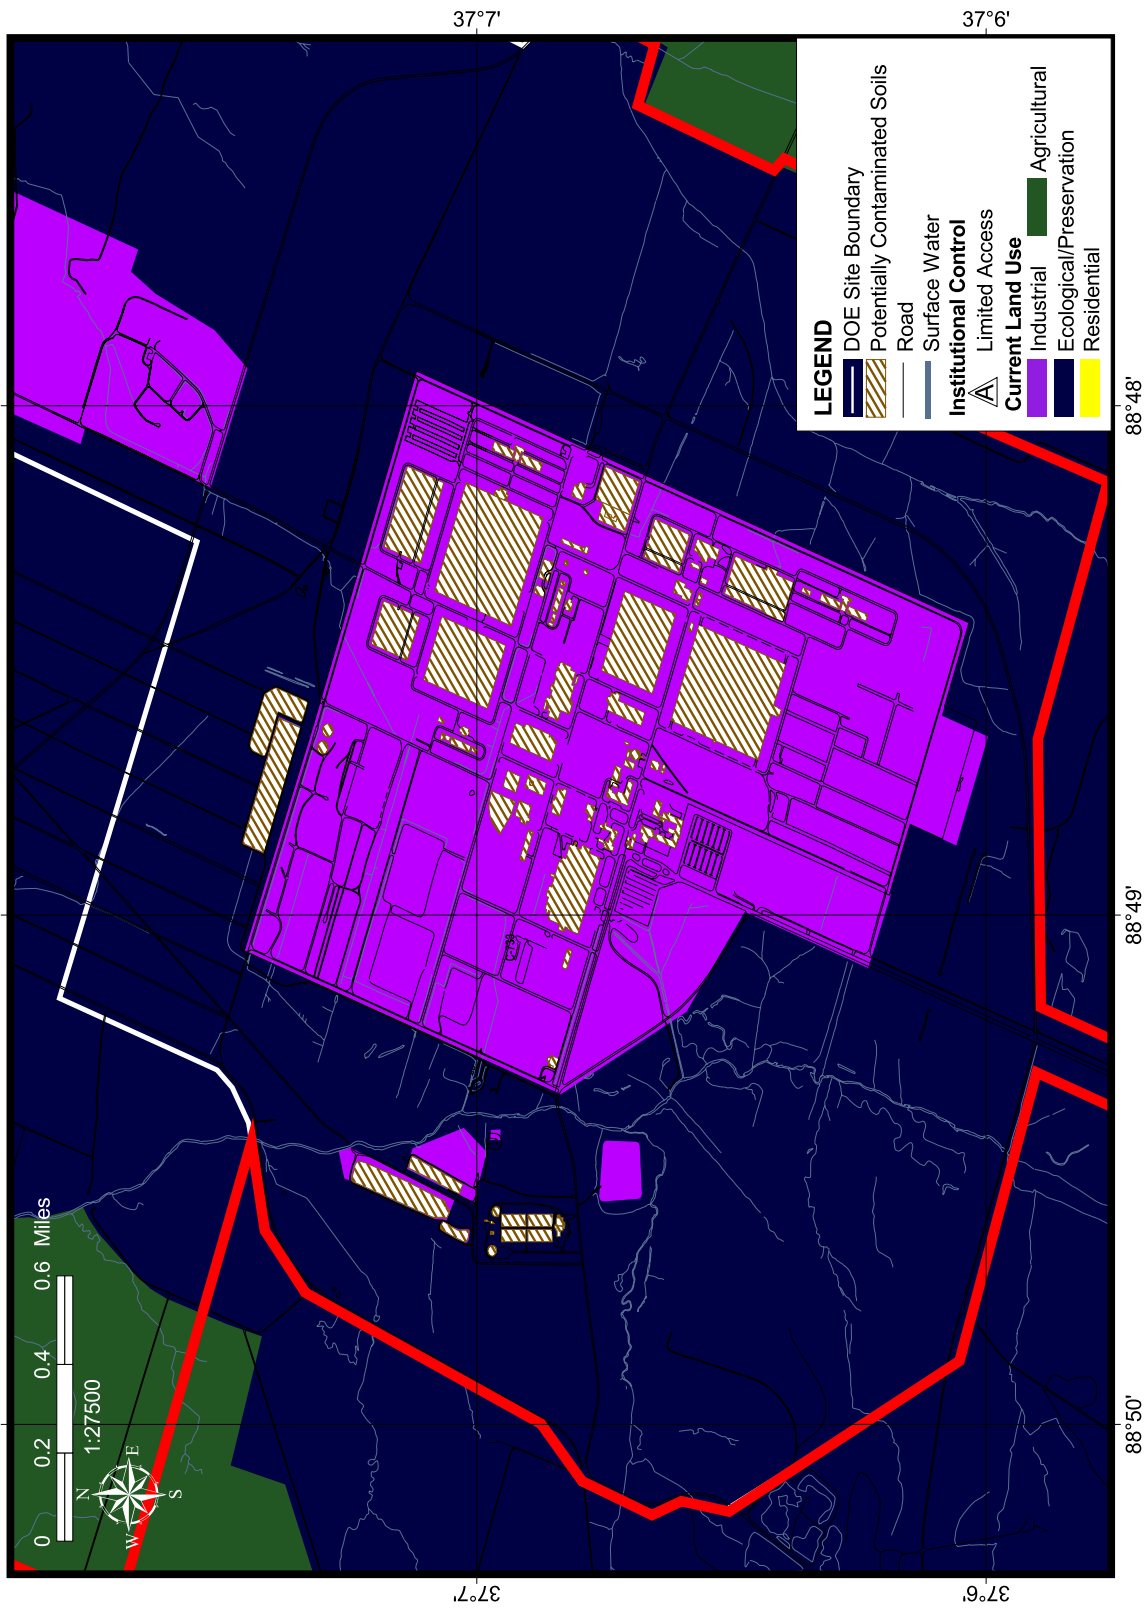 37°7'
37°6'
LEGEND
DOE Site Boundary
Potentially Contaminated Soils
Road
Surface Water
Institutional Control
A Limited Access
Current Land Use
Industrial
Agricultural
Ecological/Preservation
Residential
88°48'
88°49'
88°50'
0 0.2 0.4 0.6 Miles
1:27500
N
W E
S
37°7'
37°6'